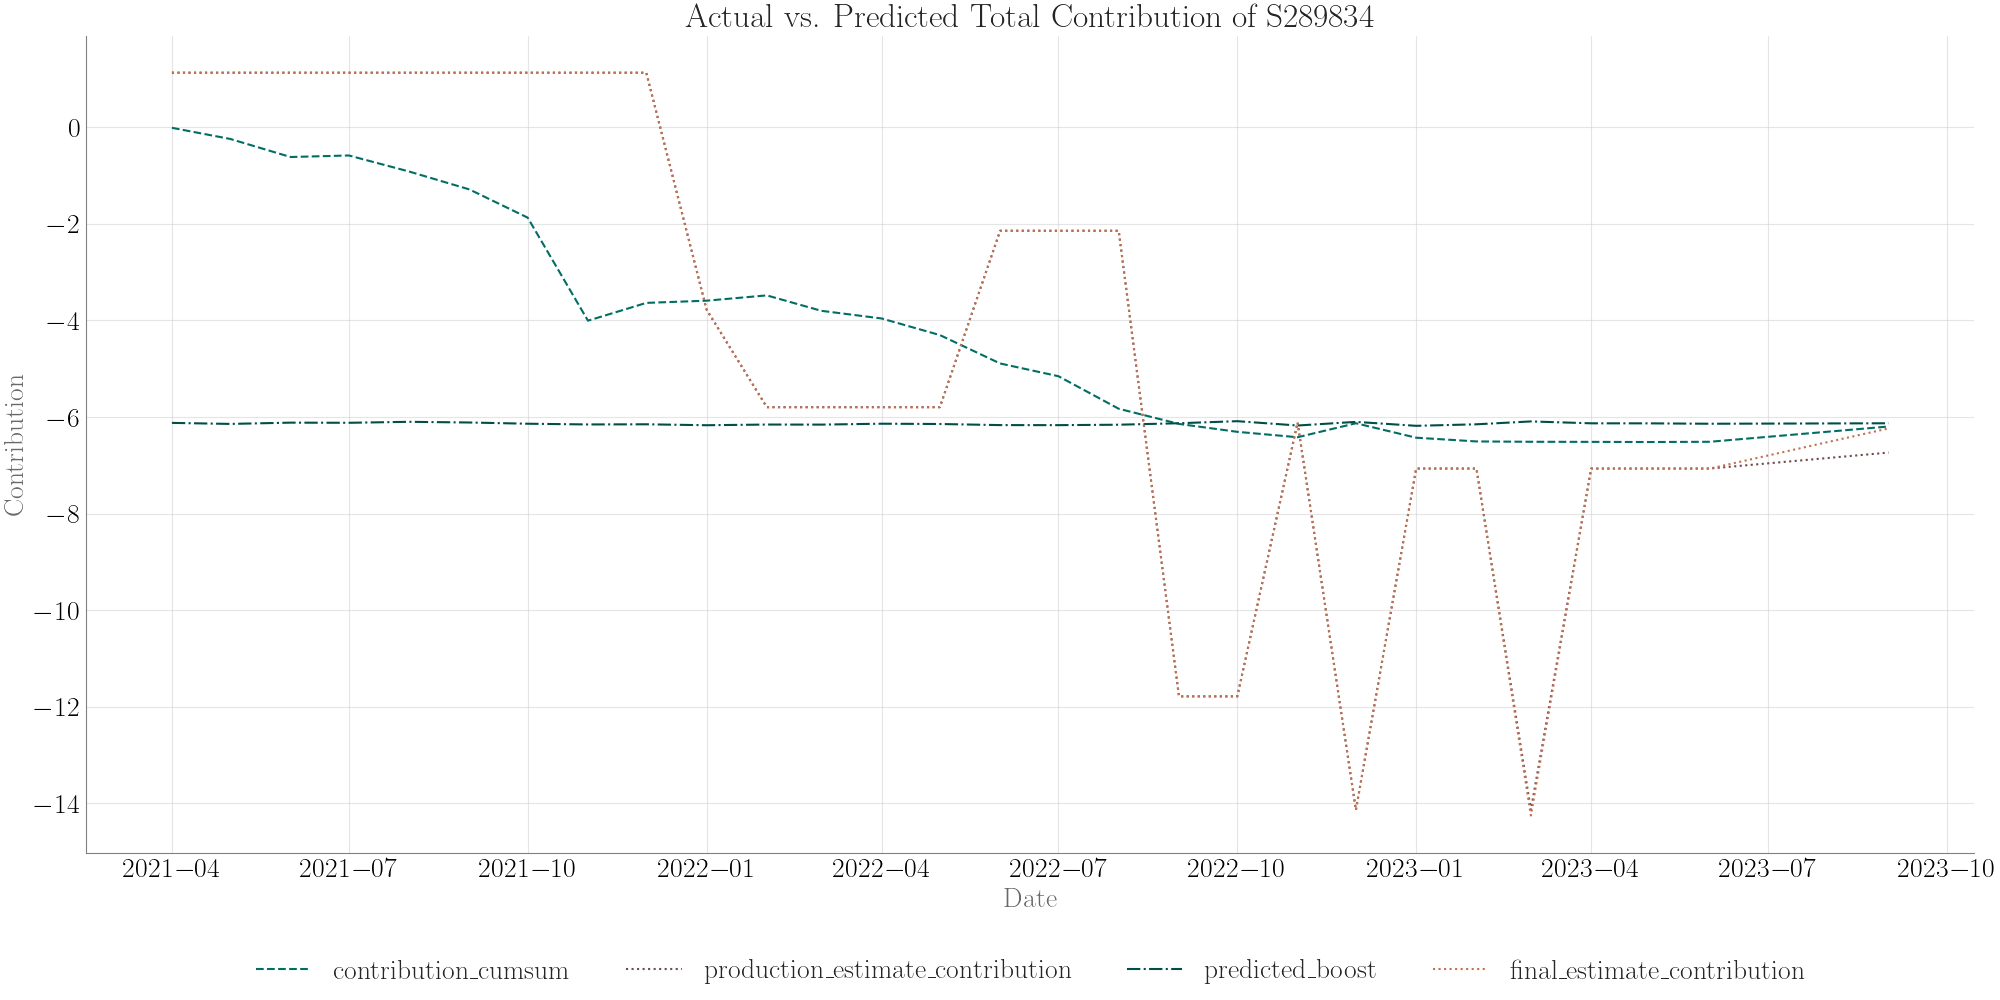 Actual vs. Predicted Total Contribution of S289834
Contribution
0
−2
−4
−6
−8
−10
−12
−14
2021−04 2021−07 2021−10 2022−01 2022−04 2022−07 2022−10 2023−01 2023−04 2023−07 2023−10
Date
contribution_cumsum production_estimate_contribution predicted_boost final_estimate_contribution